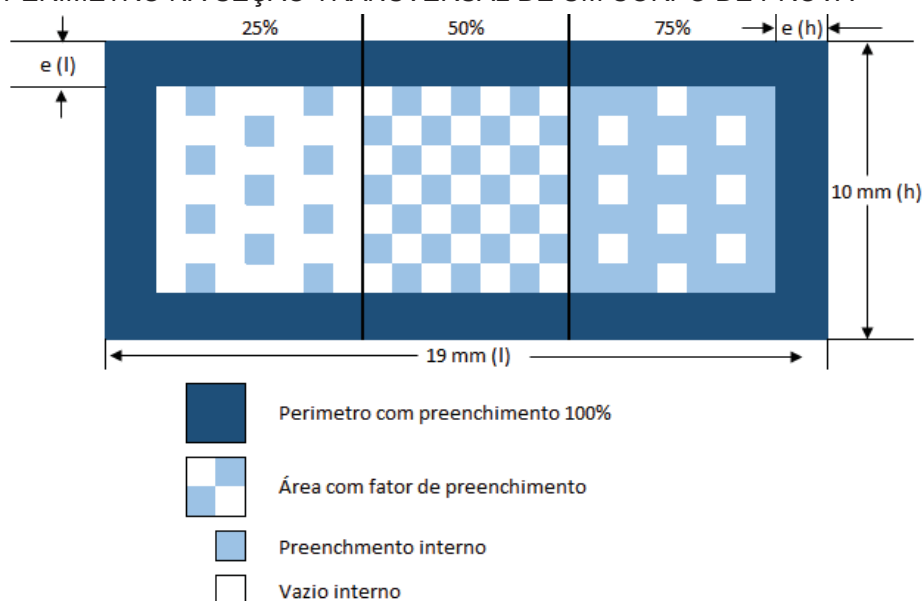 25% 50% 75% e (h)
e (l)
10 mm (h)
19 mm (l)
Perimetro com preenchimento 100%
Área com fator de preenchimento
Preenchmento interno
Vazio interno